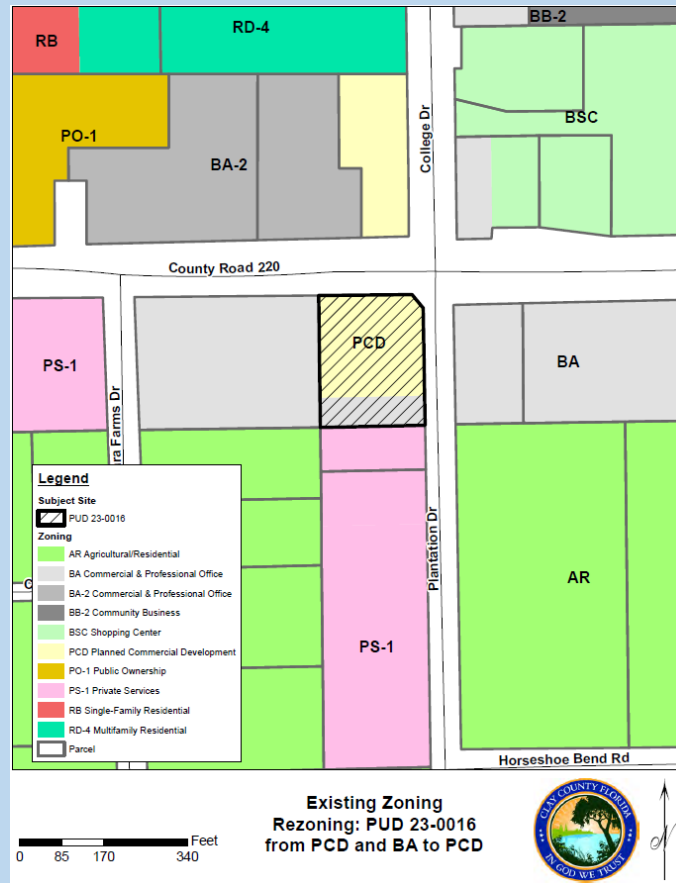 BB-2
RB
RD-4
College Dr
BSC
PO-1
BA-2
County Road 220
PCD
PS-1
BA
ara Farms Dr
Legend
Subject Site
PUD 23-0016
Zoning
AR Agricultural/Residential
BA Commercial & Professional Office
BA-2 Commercial & Professional Office
BB-2 Community Business
BSC Shopping Center
PCD Planned Commercial Development
PO-1 Public Ownership
PS-1 Private Services
RB Single-Family Residential
RD-4 Multifamily Residential
Parcel
C
Plantation Dr
AR
PS-1
Horseshoe Bend Rd
Existing Zoning
Rezoning: PUD 23-0016
from PCD and BA to PCD
Feet
0 85 170 340
CLAY COUNTY FLORIDA
IN GOD WE TRUST
N